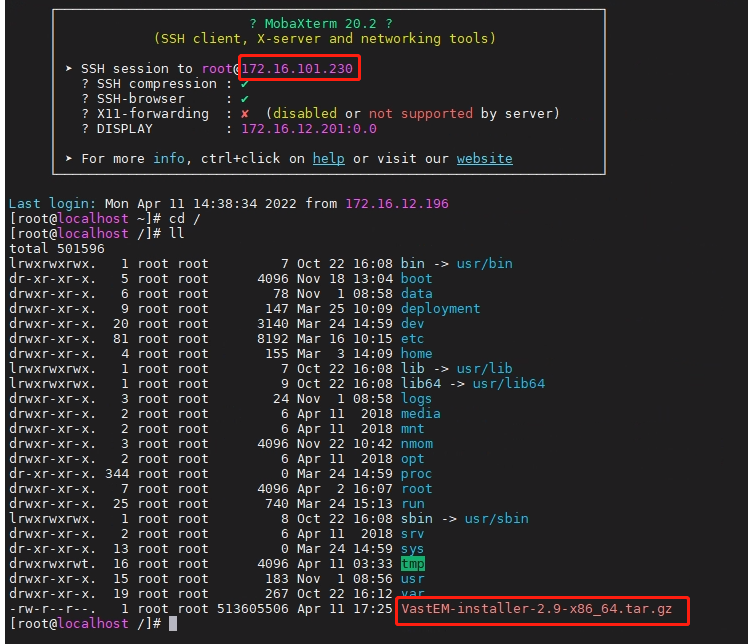 ? MobaXterm 20.2 ?
(SSH client, X-server and networking tools)
➤ SSH session to root@172.16.101.230
? SSH compression : ✔
? SSH-browser     : ✔
? X11-forwarding  : ✘  (disabled or not supported by server)
? DISPLAY         : 172.16.12.201:0.0
➤ For more info, ctrl+click on help or visit our website
Last login: Mon Apr 11 14:38:34 2022 from 172.16.12.196
[root@localhost ~]# cd /
[root@localhost /]# ll
total 501596
lrwxrwxrwx.   1 root root         7 Oct 22 16:08 bin -> usr/bin
dr-xr-xr-x.   5 root root      4096 Nov 18 13:04 boot
drwxr-xr-x.   6 root root        78 Nov  1 08:58 data
drwxr-xr-x.   9 root root       147 Mar 25 10:09 deployment
drwxr-xr-x.  20 root root      3140 Mar 24 14:59 dev
drwxr-xr-x.  81 root root      8192 Mar 16 10:15 etc
drwxr-xr-x.   4 root root       155 Mar  3 14:09 home
lrwxrwxrwx.   1 root root         7 Oct 22 16:08 lib -> usr/lib
lrwxrwxrwx.   1 root root         9 Oct 22 16:08 lib64 -> usr/lib64
drwxr-xr-x.   3 root root        24 Nov  1 08:58 logs
drwxr-xr-x.   2 root root         6 Apr 11  2018 media
drwxr-xr-x.   2 root root         6 Apr 11  2018 mnt
drwxr-xr-x.   3 root root      4096 Nov 22 10:42 nmom
drwxr-xr-x.   2 root root         6 Apr 11  2018 opt
dr-xr-xr-x. 344 root root         0 Mar 24 14:59 proc
drwxr-xr-x.   7 root root      4096 Apr  2 16:07 root
drwxr-xr-x.  25 root root       740 Mar 24 15:13 run
lrwxrwxrwx.   1 root root         8 Oct 22 16:08 sbin -> usr/sbin
drwxr-xr-x.   2 root root         6 Apr 11  2018 srv
dr-xr-xr-x.  13 root root         0 Mar 24 14:59 sys
drwxrwxrwt.  16 root root      4096 Apr 11 03:33 tmp
drwxr-xr-x.  15 root root       183 Nov  1 08:56 usr
drwxr-xr-x.  19 root root       267 Oct 22 16:12 var
-rw-r--r--.   1 root root 513605506 Apr 11 17:25 VastEM-installer-2.9-x86_64.tar.gz
[root@localhost /]#